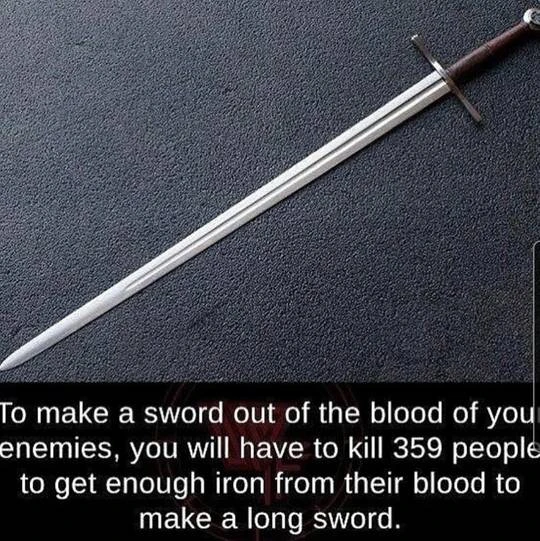 To make a sword out of the blood of you
enemies, you will have to kill 359 people
to get enough iron from their blood to
make a long sword.